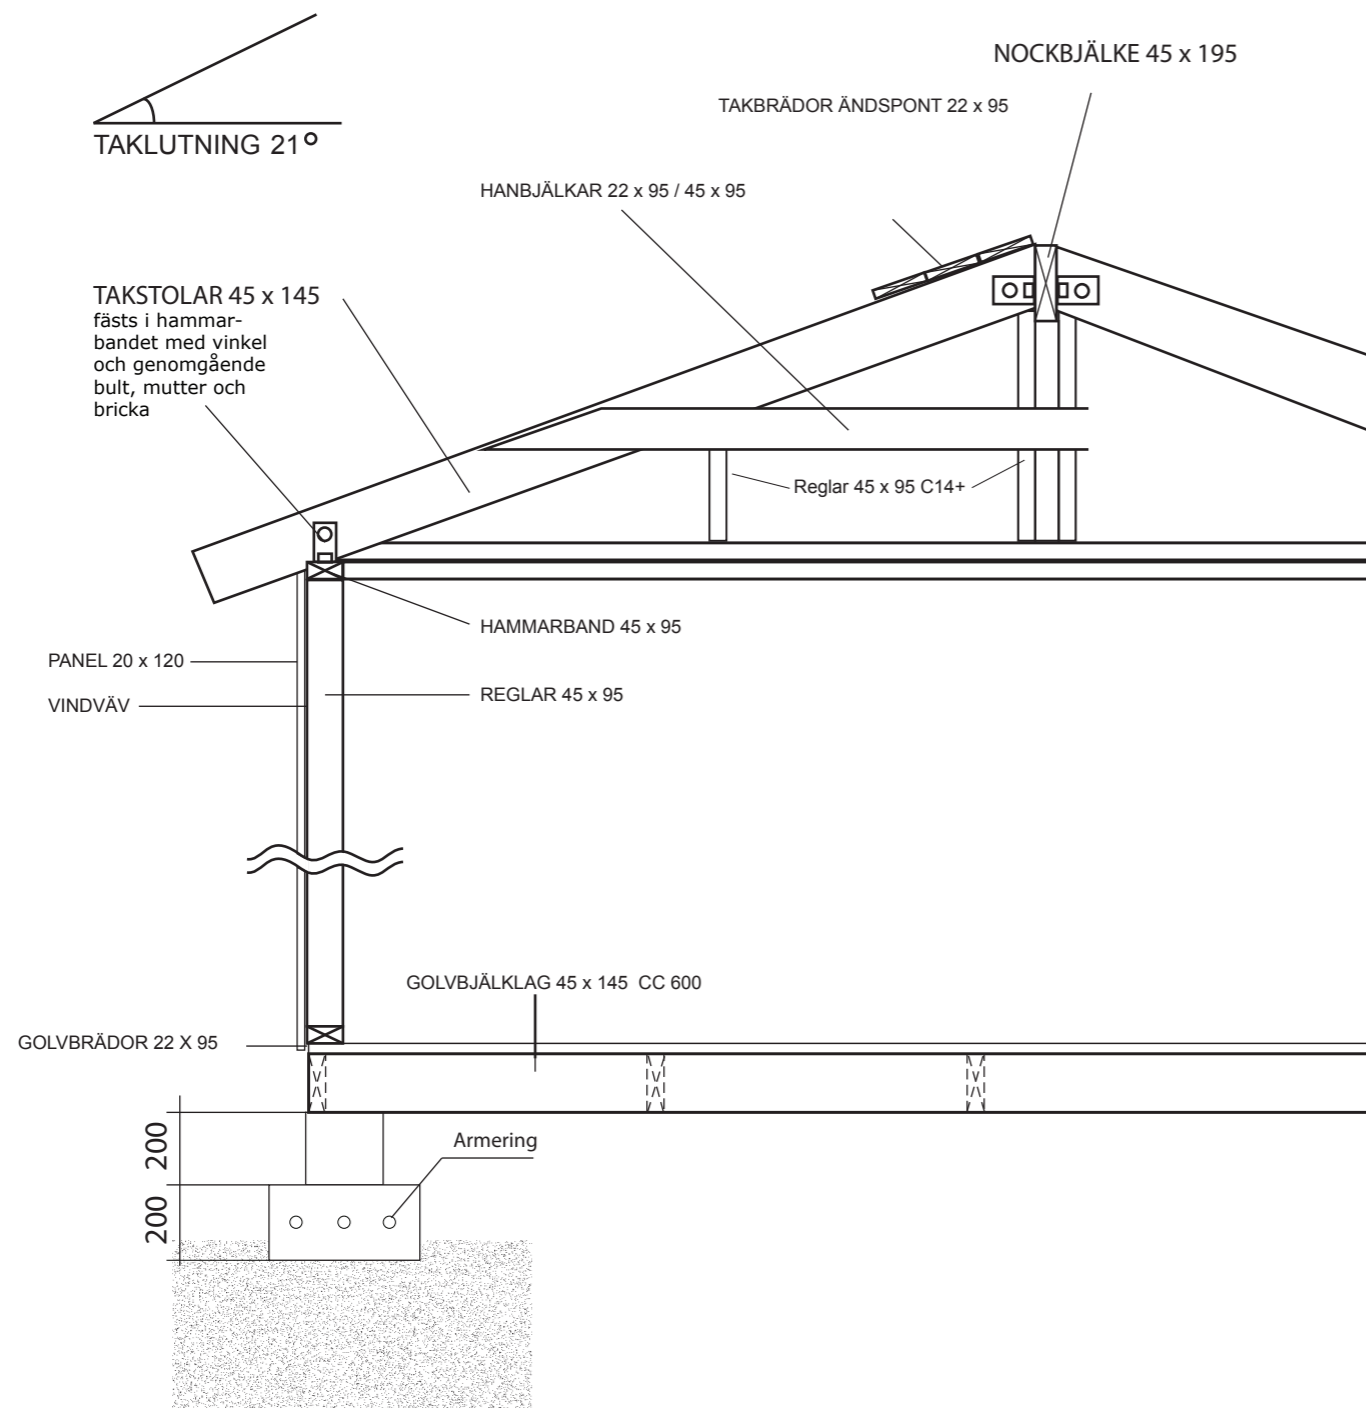 NOCKBJÄLKE 45 x 195
TAKBRÄDOR ÄNDSPONT 22 x 95
TAKLUTNING 21°
HANBJÄLKAR 22 x 95 / 45 x 95
TAKSTOLAR 45 x 145
fästs i hammar-
bandet med vinkel
och genomgående
bult, mutter och
bricka
Reglar 45 x 95 C14+
HAMMARBAND 45 x 95
PANEL 20 x 120
REGLAR 45 x 95
VINDVÄV
GOLVBJÄLKLAG 45 x 145 CC 600
GOLVBRÄDOR 22 X 95
200
Armering
200